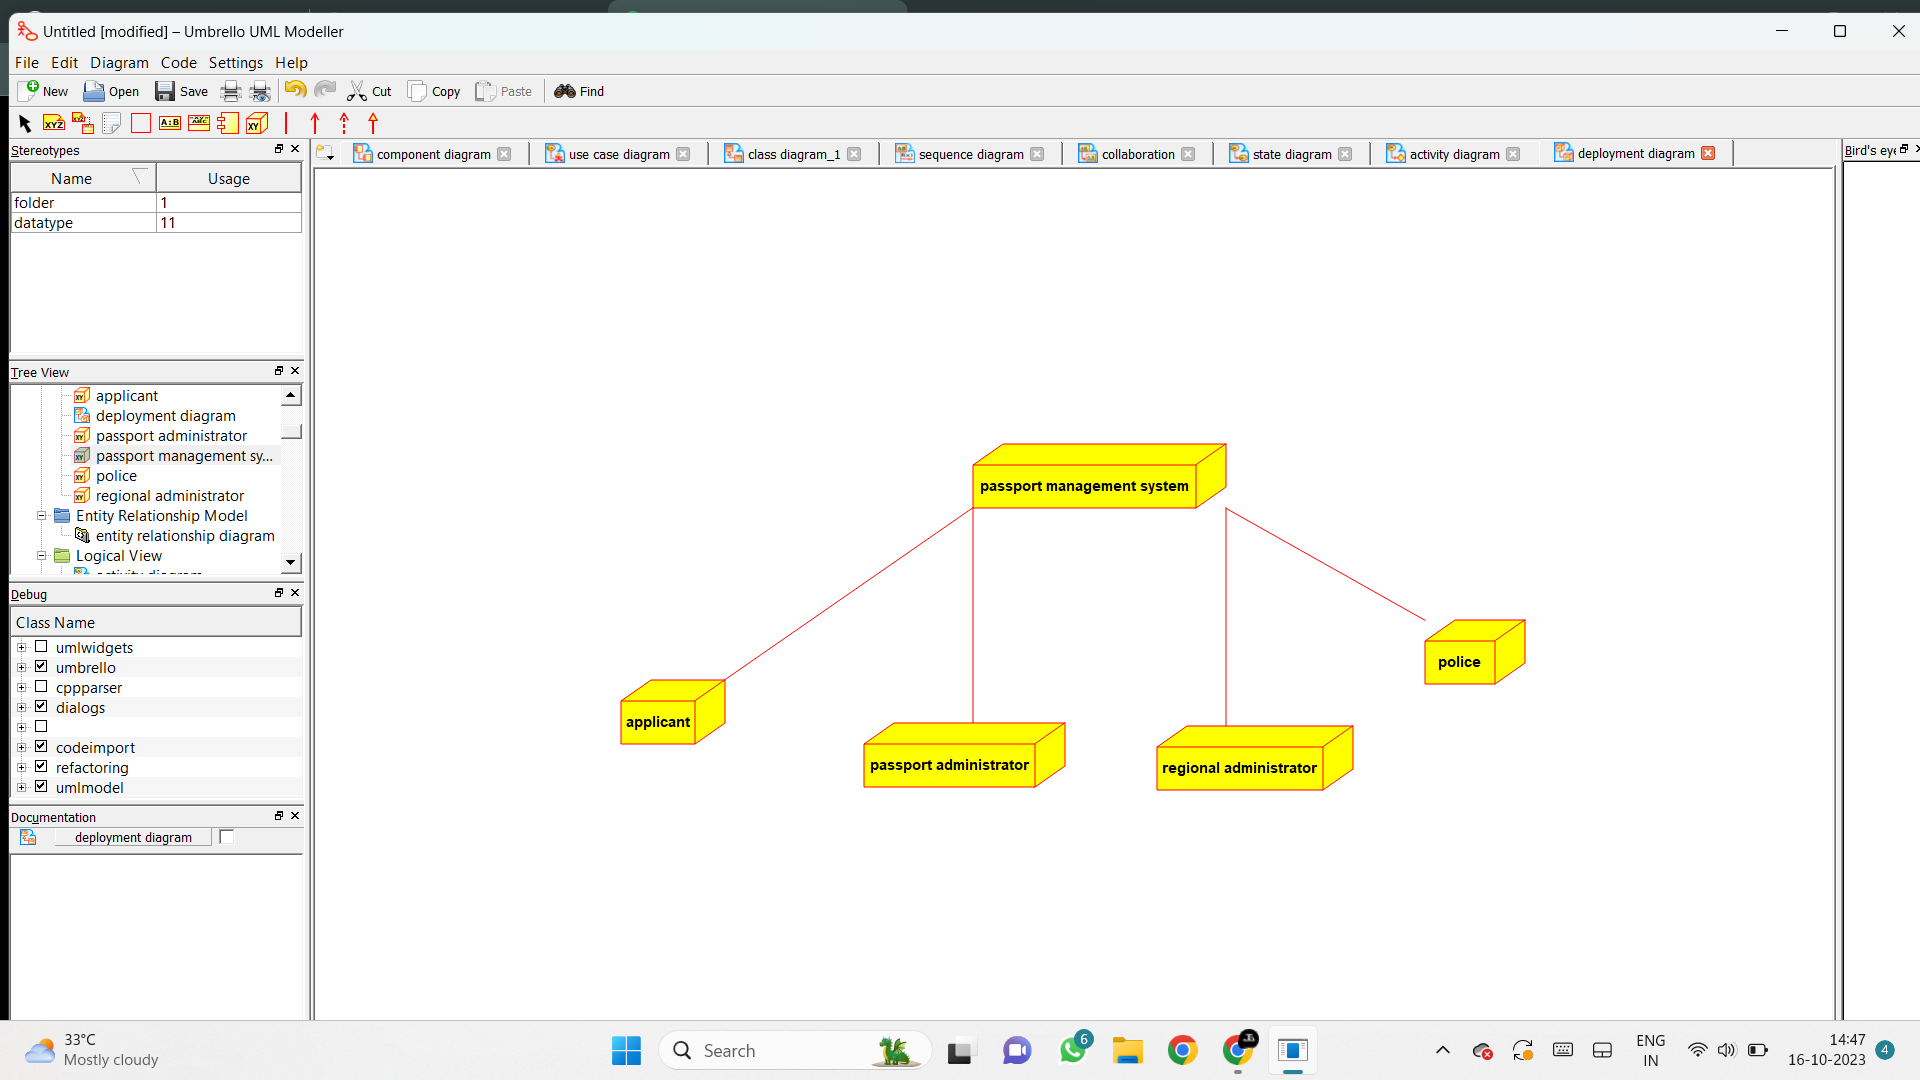 Untitled [modified] – Umbrello UML Modeller
File Edit Diagram Code Settings Help
New Open Save Cut Copy Paste Find
Stereotypes
Name Usage
folder 1
datatype 11
component diagram use case diagram class diagram_1 sequence diagram collaboration state diagram activity diagram deployment diagram
Bird's eye
Tree View
applicant
deployment diagram
passport administrator
passport management sy...
police
regional administrator
Entity Relationship Model
entity relationship diagram
Logical View
Debug
Class Name
umlwidgets
umbrello
cppparser
dialogs
codeimport
refactoring
umlmodel
Documentation
deployment diagram
passport management system
police
applicant
passport administrator
regional administrator
33°C
Mostly cloudy
Search
6
ENG
IN
14:47
16-10-2023
4